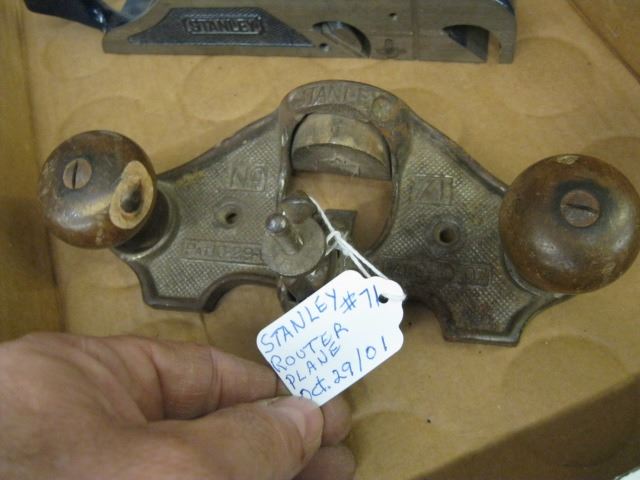 STANLEY
STANLEY
No
71
STANLEY #71
ROUTER
PLANE
Oct. 29/01